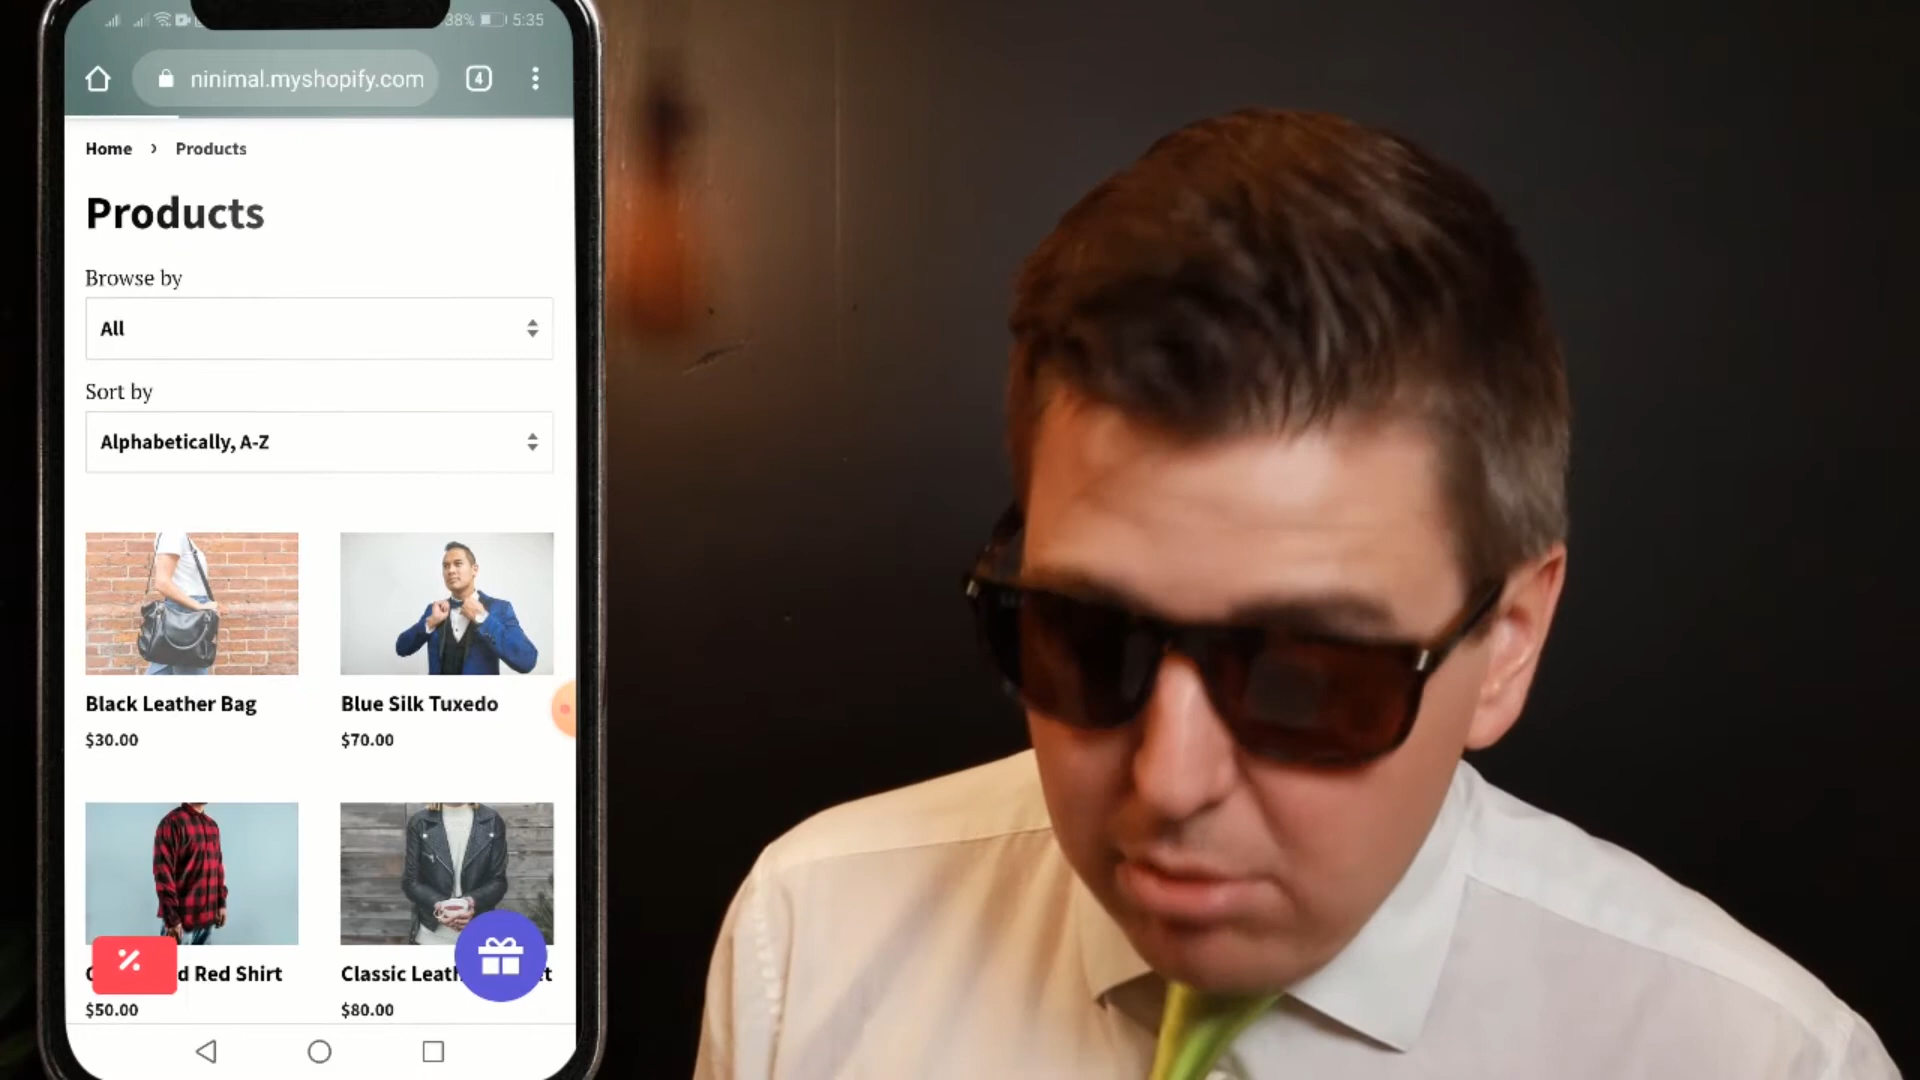 38% 5:35
ninimal.myshopify.com 4
Home › Products
Products
Browse by
All
Sort by
Alphabetically, A-Z
Black Leather Bag
$30.00
Blue Silk Tuxedo
$70.00
%
d Red Shirt
$50.00
Classic Leat t
$80.00